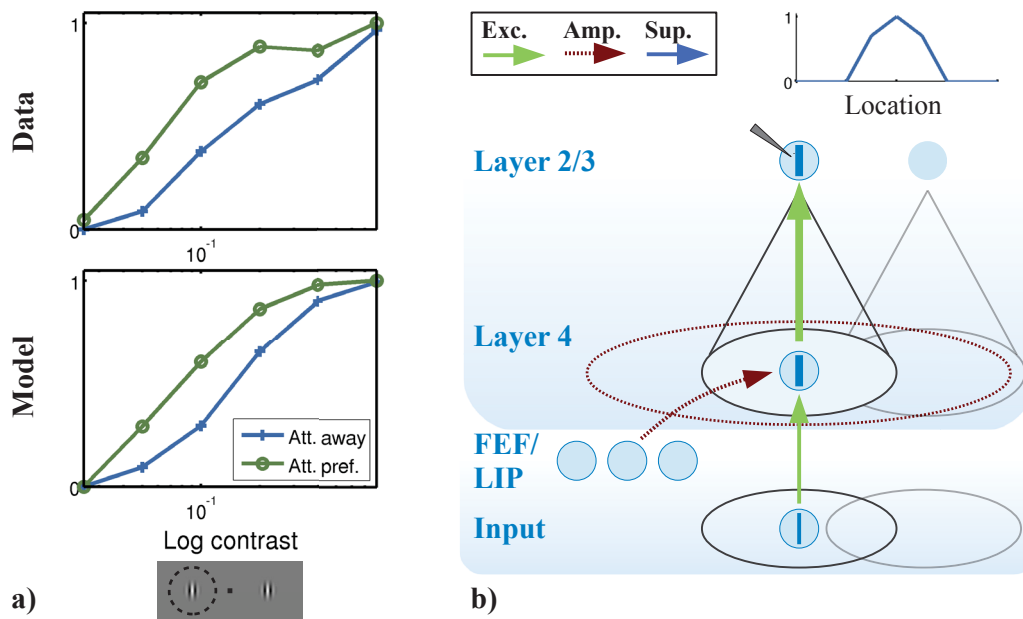 Data
1
0
10⁻¹
Model
1
0
10⁻¹
Att. away
Att. pref.
Log contrast
a)
Exc. Amp. Sup.
1
0
Location
Layer 2/3
Layer 4
FEF/
LIP
Input
b)